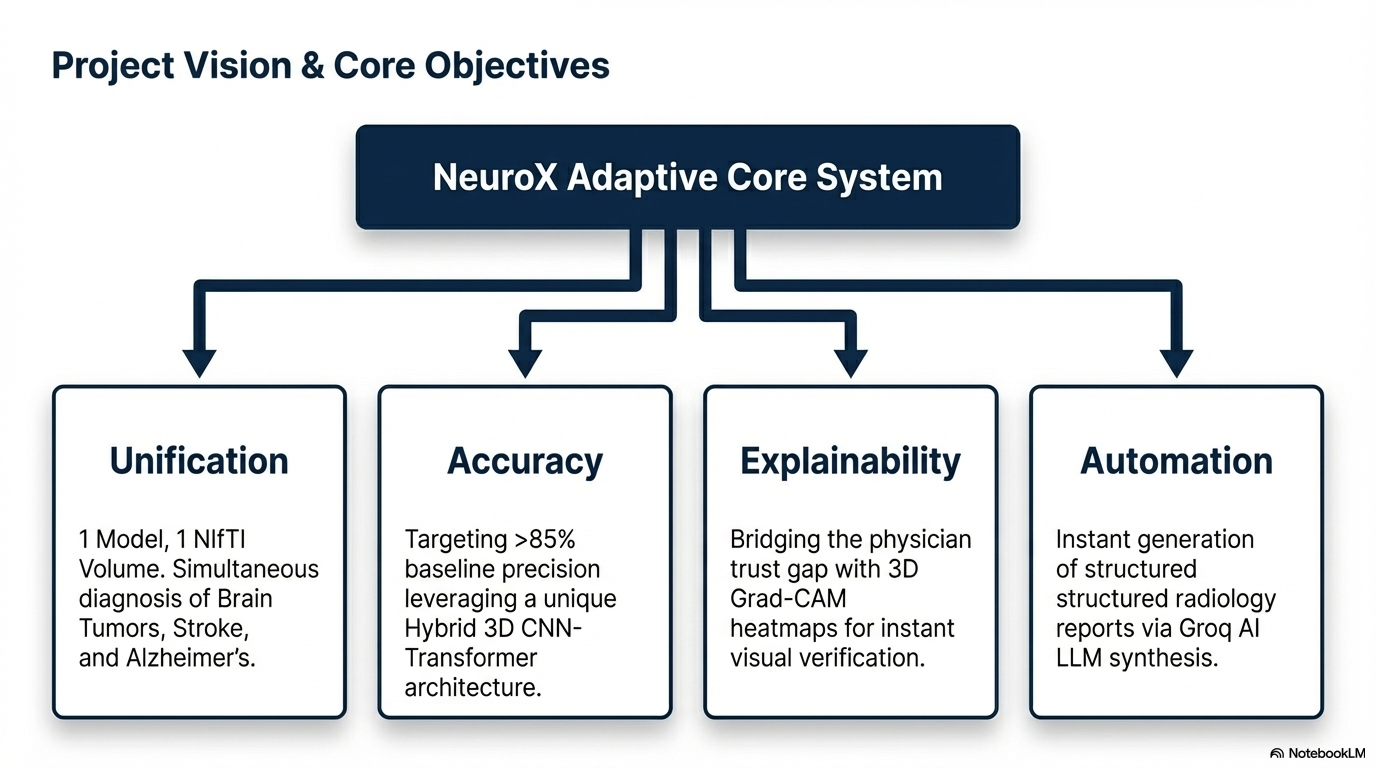 Project Vision & Core Objectives
NeuroX Adaptive Core System
Unification
1 Model, 1 NIfTI
Volume. Simultaneous
diagnosis of Brain
Tumors, Stroke,
and Alzheimer's.
Accuracy
Targeting >85%
baseline precision
leveraging a unique
Hybrid 3D CNN-
Transformer
architecture.
Explainability
Bridging the physician
trust gap with 3D
Grad-CAM
heatmaps for instant
visual verification.
Automation
Instant generation
of structured
structured radiology
reports via Groq AI
LLM synthesis.
NotebookLM